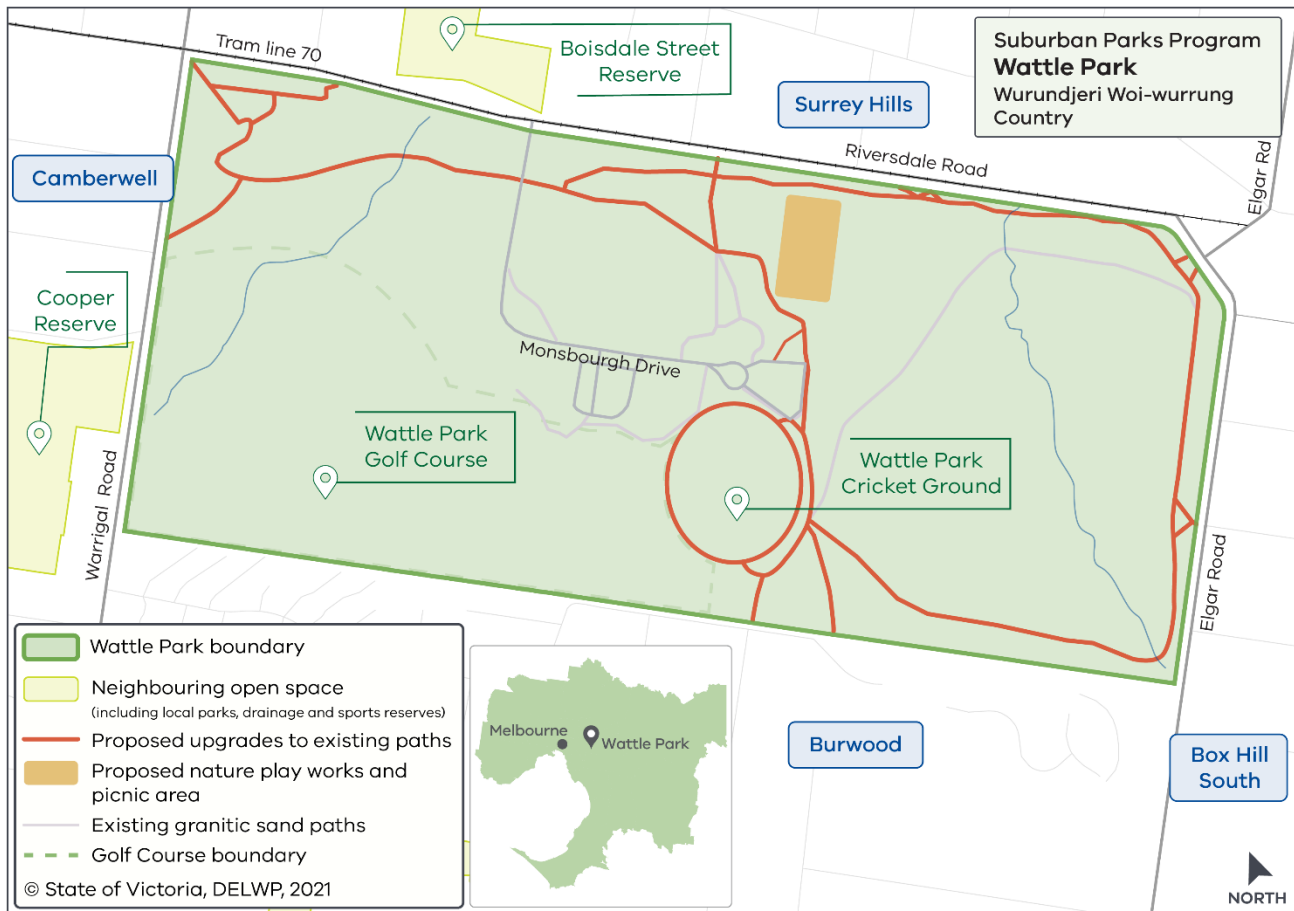 Tram line 70
Boisdale Street
Reserve
Suburban Parks Program
Wattle Park
Wurundjeri Woi-wurrung
Country
Surrey Hills
Riversdale Road
Elgar Rd
Camberwell
Cooper
Reserve
Monsbourgh Drive
Wattle Park
Golf Course
Wattle Park
Cricket Ground
Warrigal Road
Elgar Road
Wattle Park boundary
Neighbouring open space
(including local parks, drainage and sports reserves)
Proposed upgrades to existing paths
Proposed nature play works and
picnic area
Existing granitic sand paths
Golf Course boundary
© State of Victoria, DELWP, 2021
Melbourne
Wattle Park
Burwood
Box Hill
South
NORTH